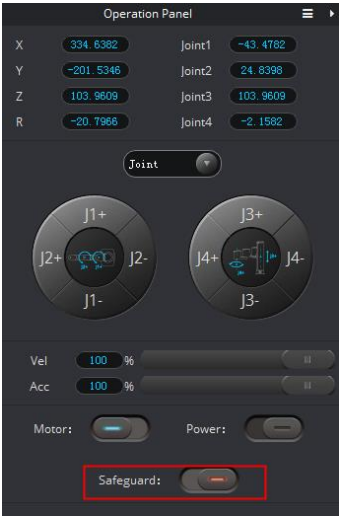 Operation Panel
X 334.6382 Joint1 -43.4782
Y -201.5346 Joint2 24.8398
Z 103.9609 Joint3 103.9609
R -20.7966 Joint4 -2.1582
Joint
J1+ J3+
J2+ J2- J4+ J4-
J1- J3-
Vel 100 %
Acc 100 %
Motor: Power:
Safeguard: